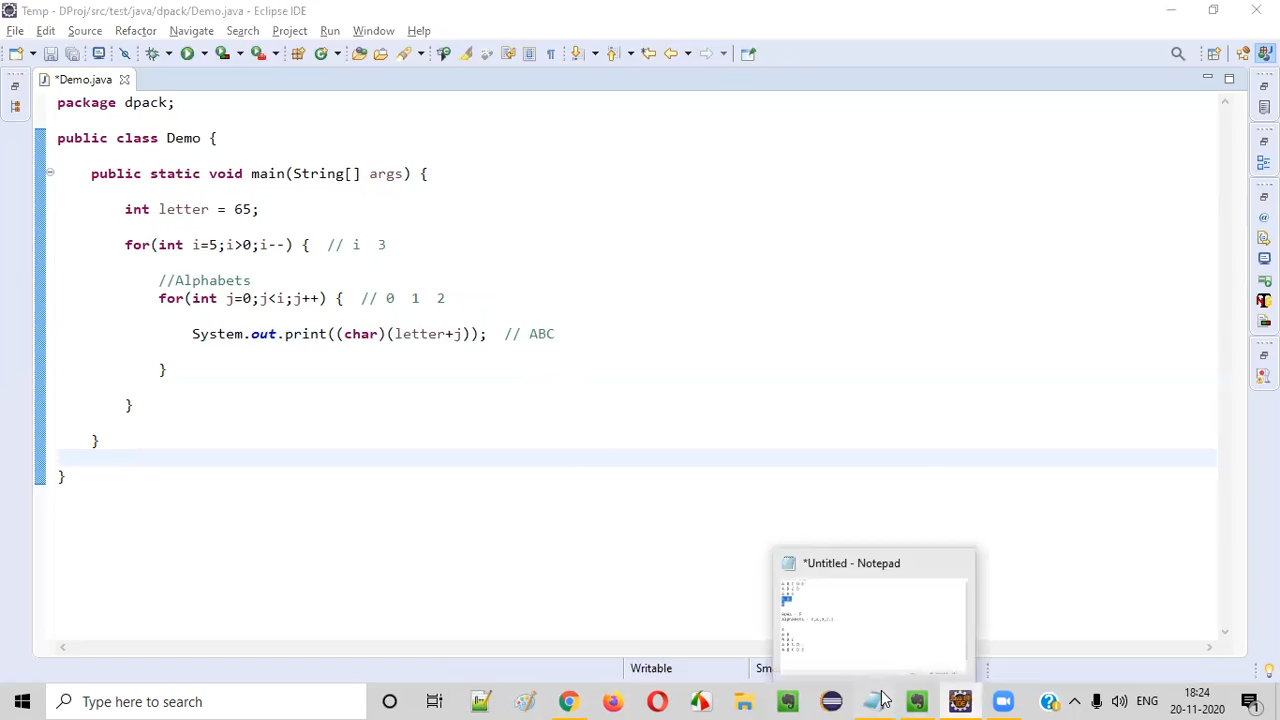 Temp - DProj/src/test/java/dpack/Demo.java - Eclipse IDE
File Edit Source Refactor Navigate Search Project Run Window Help
*Demo.java
package dpack;
public class Demo {
public static void main(String[] args) {
int letter = 65;
for(int i=5;i>0;i--) { // i 3
//Alphabets
for(int j=0;j<i;j++) { // 0 1 2
System.out.print((char)(letter+j)); // ABC
}
}
}
}
*Untitled - Notepad
Writable
Type here to search
ENG
18:24
20-11-2020